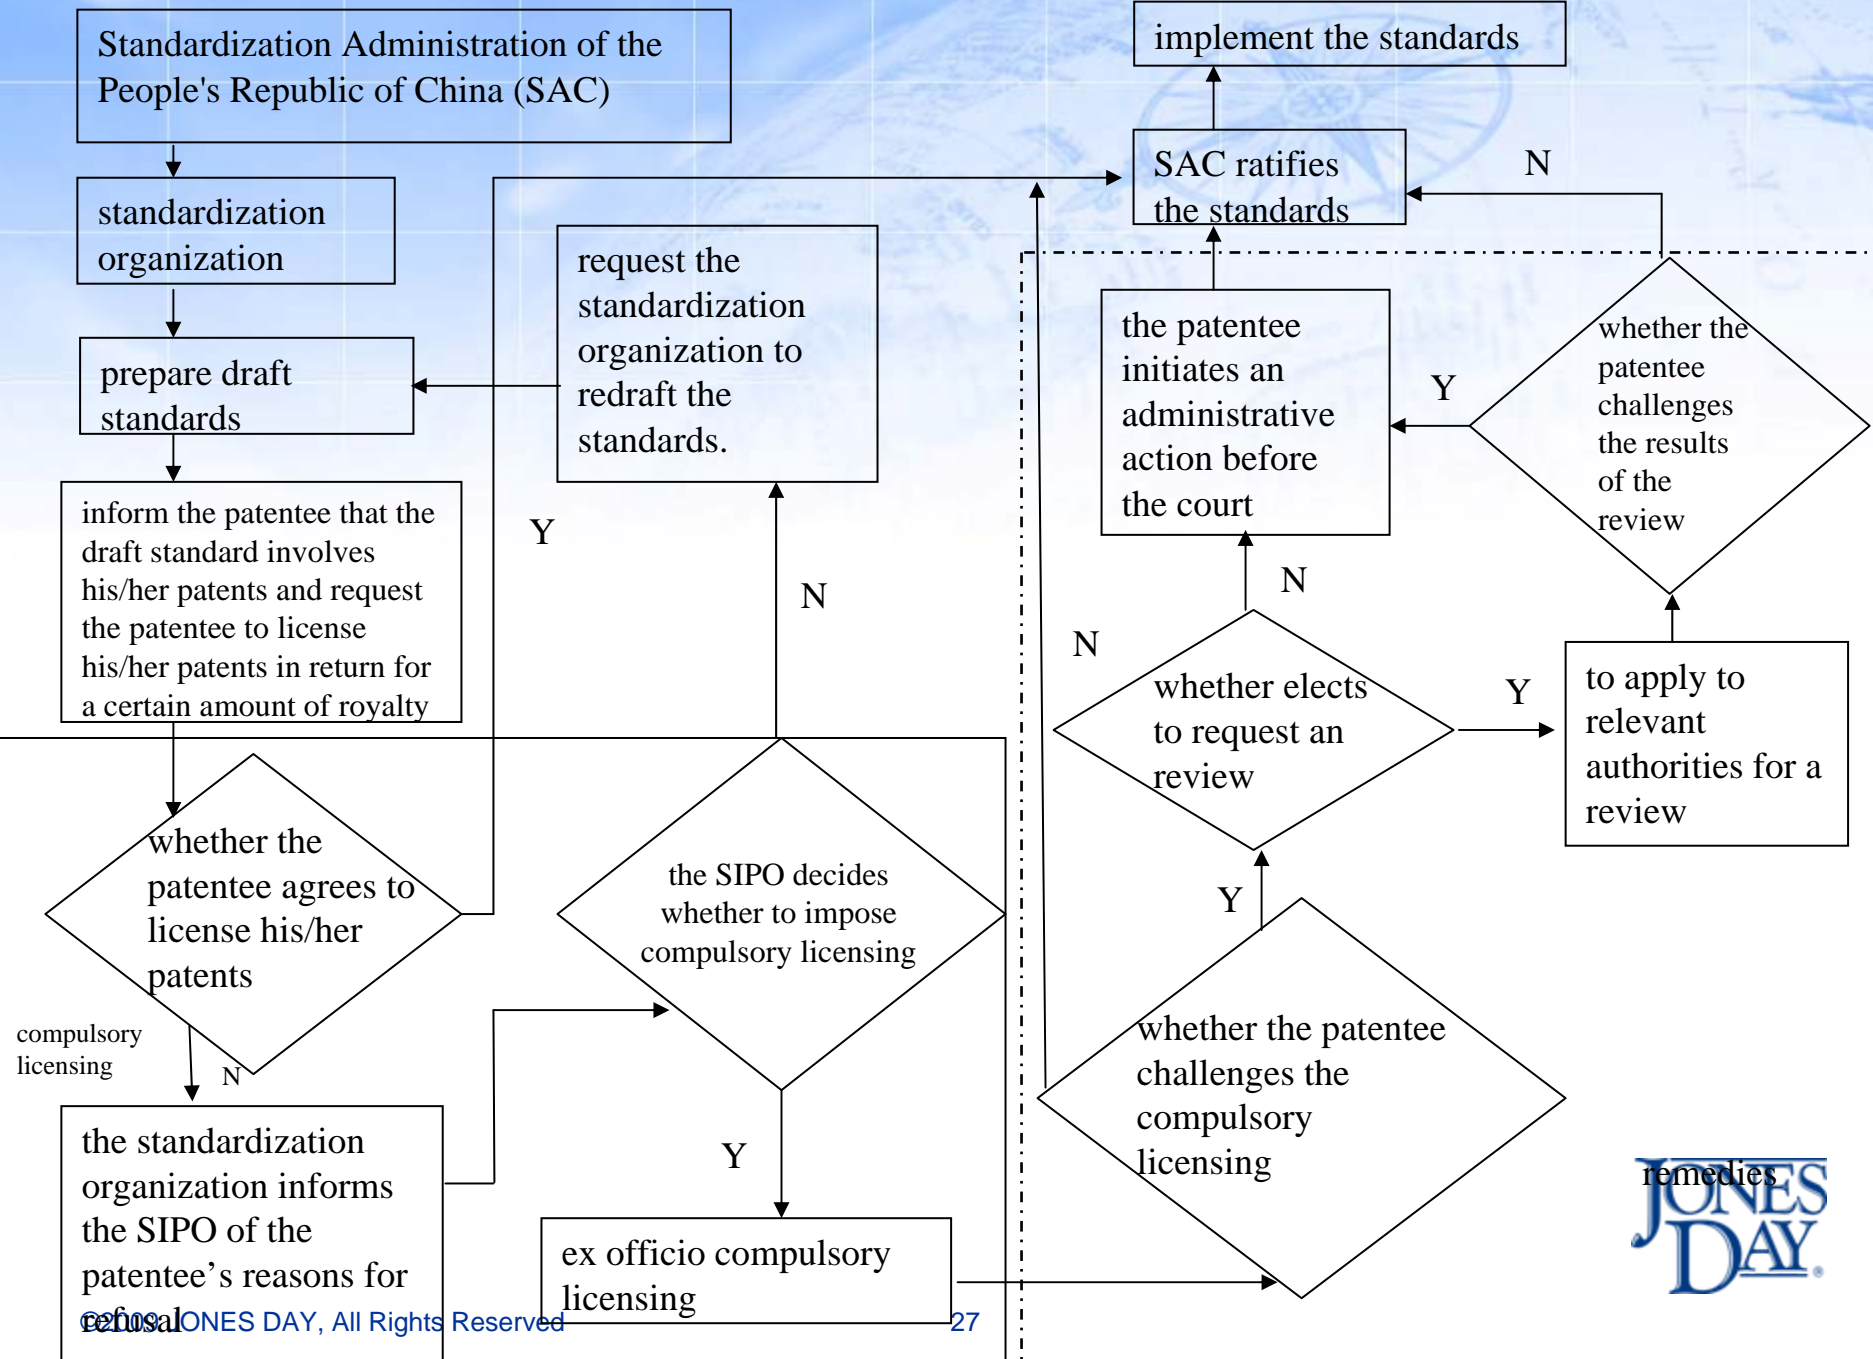 Standardization Administration of the
People's Republic of China (SAC)
standardization
organization
prepare draft
standards
inform the patentee that the
draft standard involves
his/her patents and request
the patentee to license
his/her patents in return for
a certain amount of royalty
whether the
patentee agrees to
license his/her
patents
compulsory
licensing
N
the standardization
organization informs
the SIPO of the
patentee’s reasons for
refusal
request the
standardization
organization to
redraft the
standards.
Y
N
the SIPO decides
whether to impose
compulsory licensing
Y
ex officio compulsory
licensing
implement the standards
SAC ratifies
the standards
N
the patentee
initiates an
administrative
action before
the court
Y
whether the
patentee
challenges
the results
of the
review
N
N
whether elects
to request an
review
Y
to apply to
relevant
authorities for a
review
Y
whether the patentee
challenges the
compulsory
licensing
remedies
JONES
DAY.
©2009 JONES DAY, All Rights Reserved
27